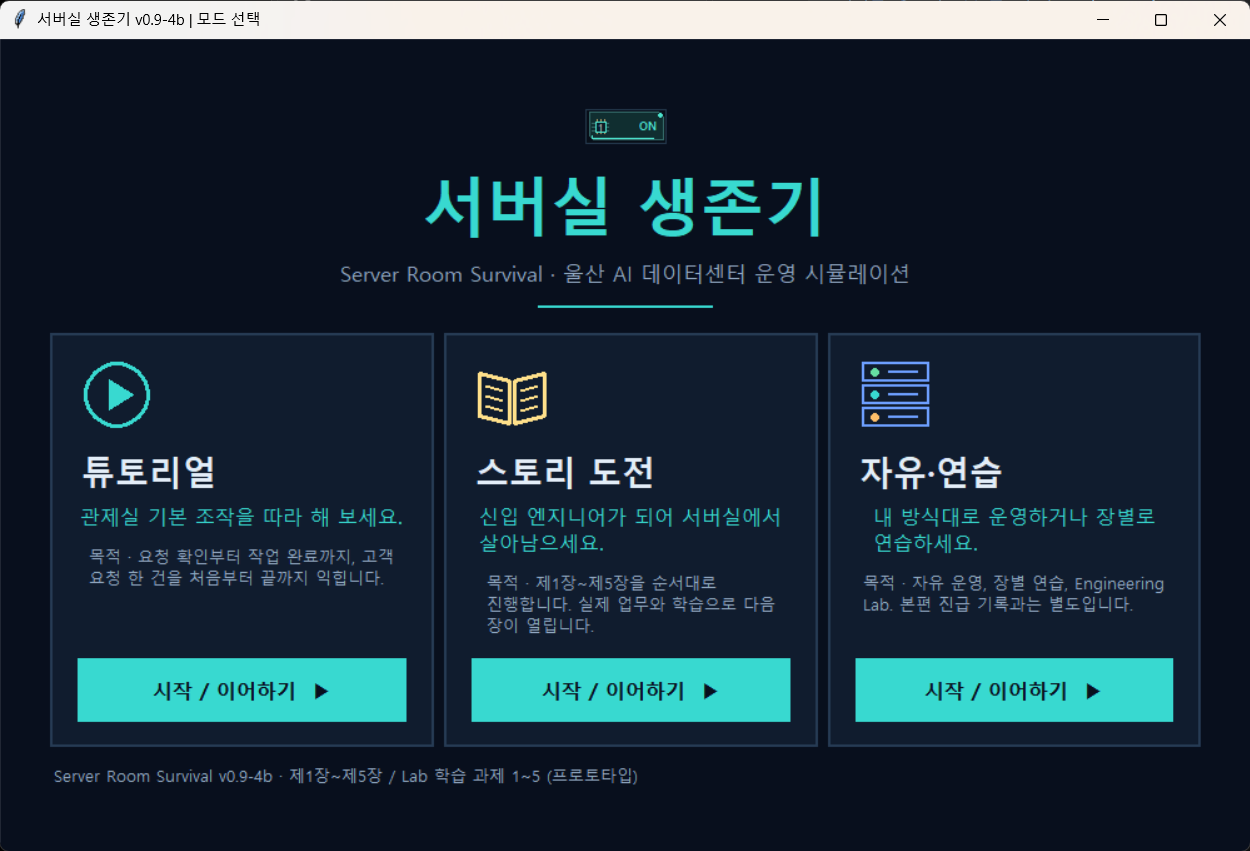 서버실 생존기 v0.9-4b | 모드 선택
ON
서버실 생존기
Server Room Survival · 울산 AI 데이터센터 운영 시뮬레이션
튜토리얼
관제실 기본 조작을 따라 해 보세요.
목적 · 요청 확인부터 작업 완료까지, 고객
요청 한 건을 처음부터 끝까지 익힙니다.
시작 / 이어하기 ▶
스토리 도전
신입 엔지니어가 되어 서버실에서
살아남으세요.
목적 · 제1장~제5장을 순서대로
진행합니다. 실제 업무와 학습으로 다음
장이 열립니다.
시작 / 이어하기 ▶
자유·연습
내 방식대로 운영하거나 장별로
연습하세요.
목적 · 자유 운영, 장별 연습, Engineering
Lab. 본편 진급 기록과는 별도입니다.
시작 / 이어하기 ▶
Server Room Survival v0.9-4b · 제1장~제5장 / Lab 학습 과제 1~5 (프로토타입)